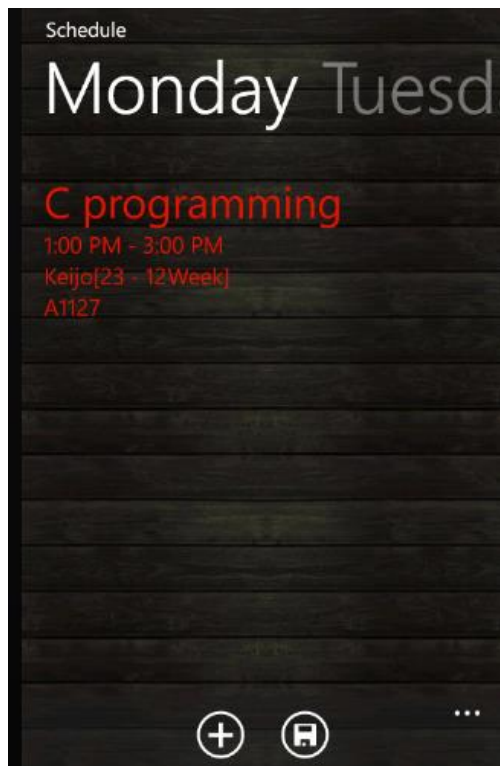 Schedule
Monday Tuesd
C programming
1:00 PM - 3:00 PM
Keijo[23 - 12Week]
A1127